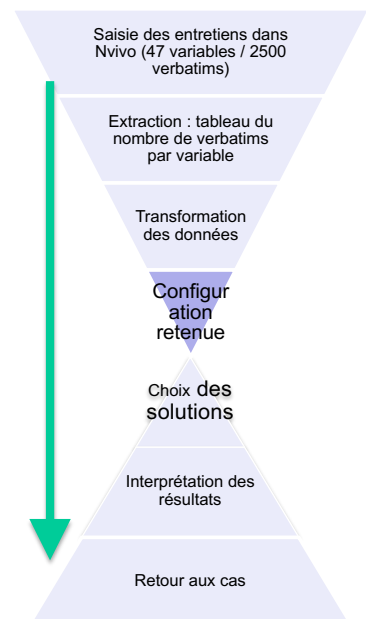 Saisie des entretiens dans
Nvivo (47 variables / 2500
verbatims)
Extraction : tableau du
nombre de verbatims
par variable
Transformation
des données
Configur
ation
retenue
Choix des
solutions
Interprétation des
résultats
Retour aux cas